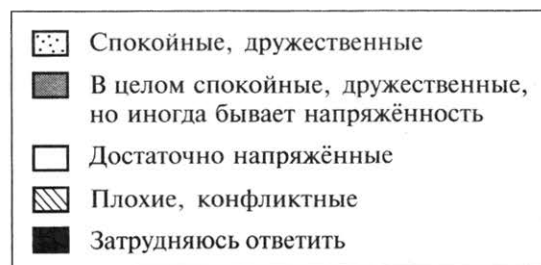 Спокойные, дружественные
В целом спокойные, дружественные,
но иногда бывает напряжённость
Достаточно напряжённые
Плохие, конфликтные
Затрудняюсь ответить